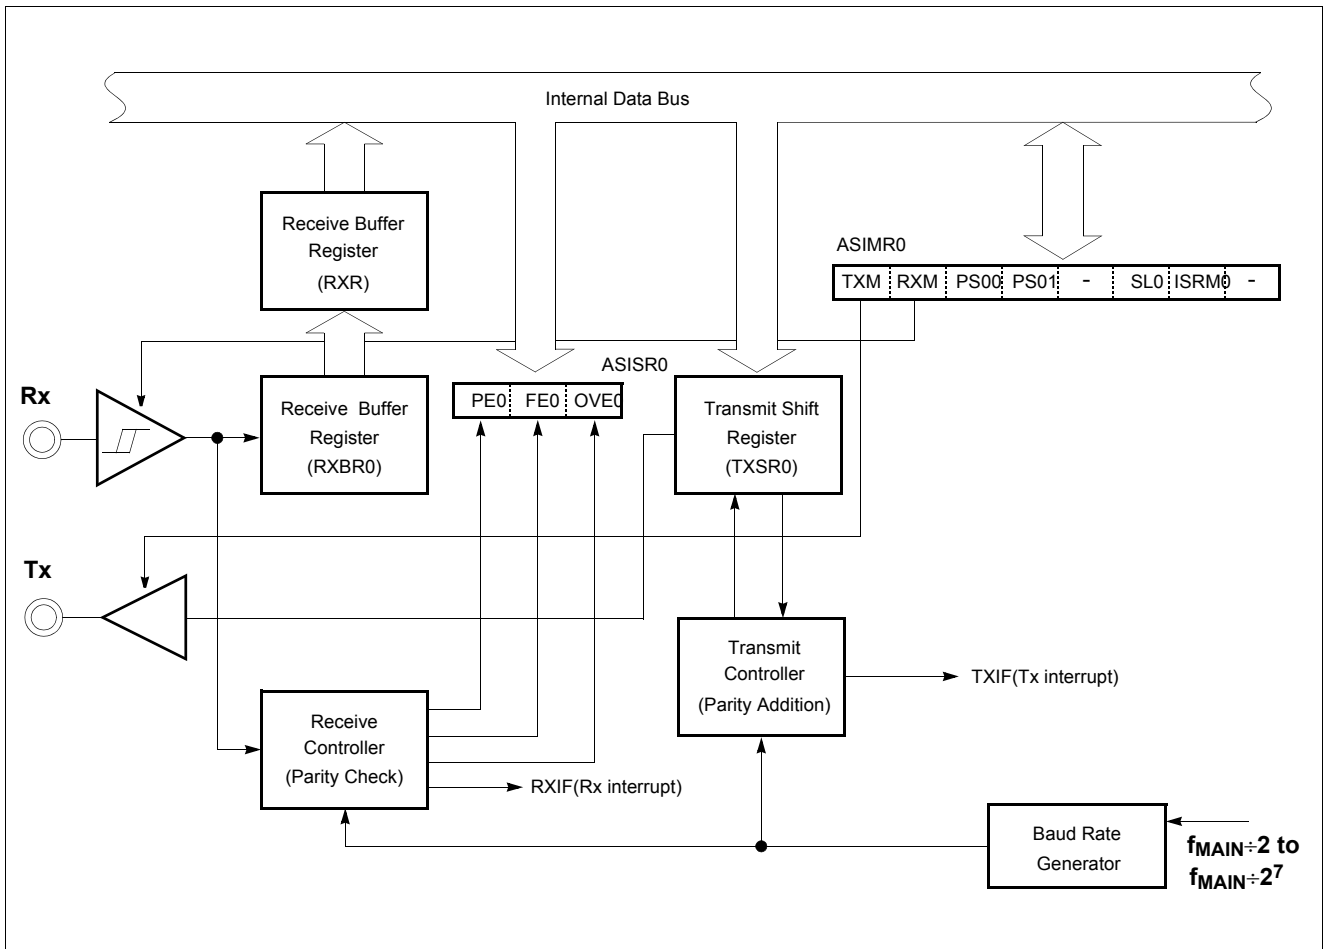 Internal Data Bus
Receive Buffer
Register
(RXR)
ASIMR0
TXM RXM PS00 PS01 - SL0 ISRM0 -
ASISR0
PE0 FE0 OVE0
Rx
Receive Buffer
Register
(RXBR0)
Transmit Shift
Register
(TXSR0)
Tx
Transmit
Controller
(Parity Addition)
TXIF(Tx interrupt)
Receive
Controller
(Parity Check)
RXIF(Rx interrupt)
Baud Rate
Generator
fMAIN÷2 to
fMAIN÷2⁷